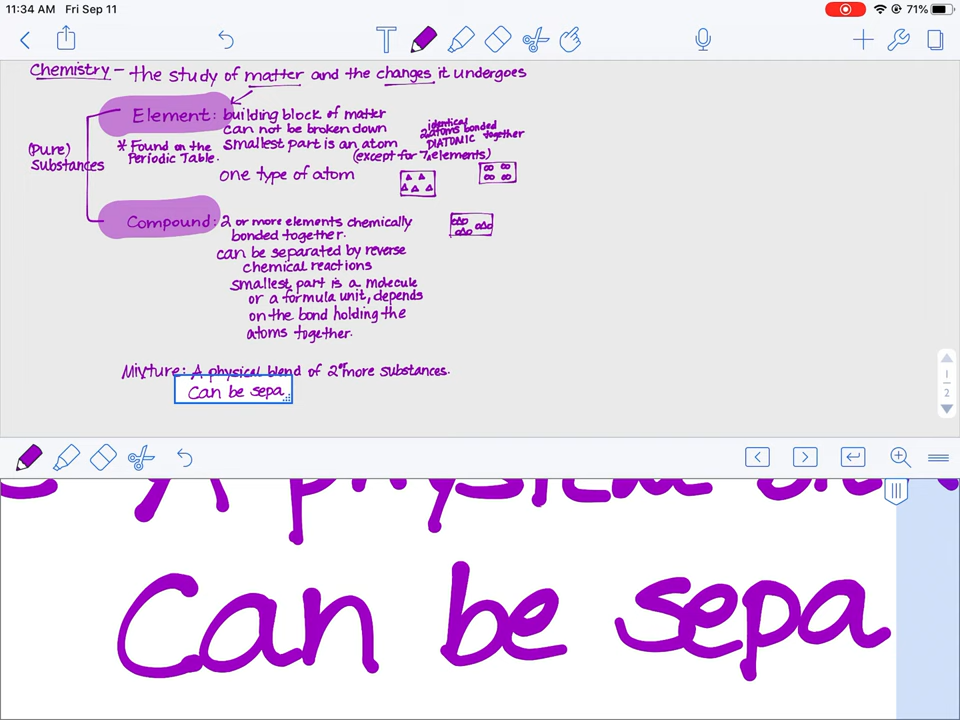 11:34 AM Fri Sep 11
71%
Chemistry – the study of matter and the changes it undergoes
Element: building block of matter
can not be broken down
smallest part is an atom
(except for 7 elements)
identical
2 atoms bonded
DIATONIC together
* Found on the
Periodic Table.
one type of atom
(Pure)
Substances
Compound: 2 or more elements chemically
bonded together.
can be separated by reverse
chemical reactions
smallest part is a molecule
or a formula unit, depends
on the bond holding the
atoms together.
Mixture: A physical blend of 2 or more substances.
Can be sepa
1
2
A physical blen
Can be sepa